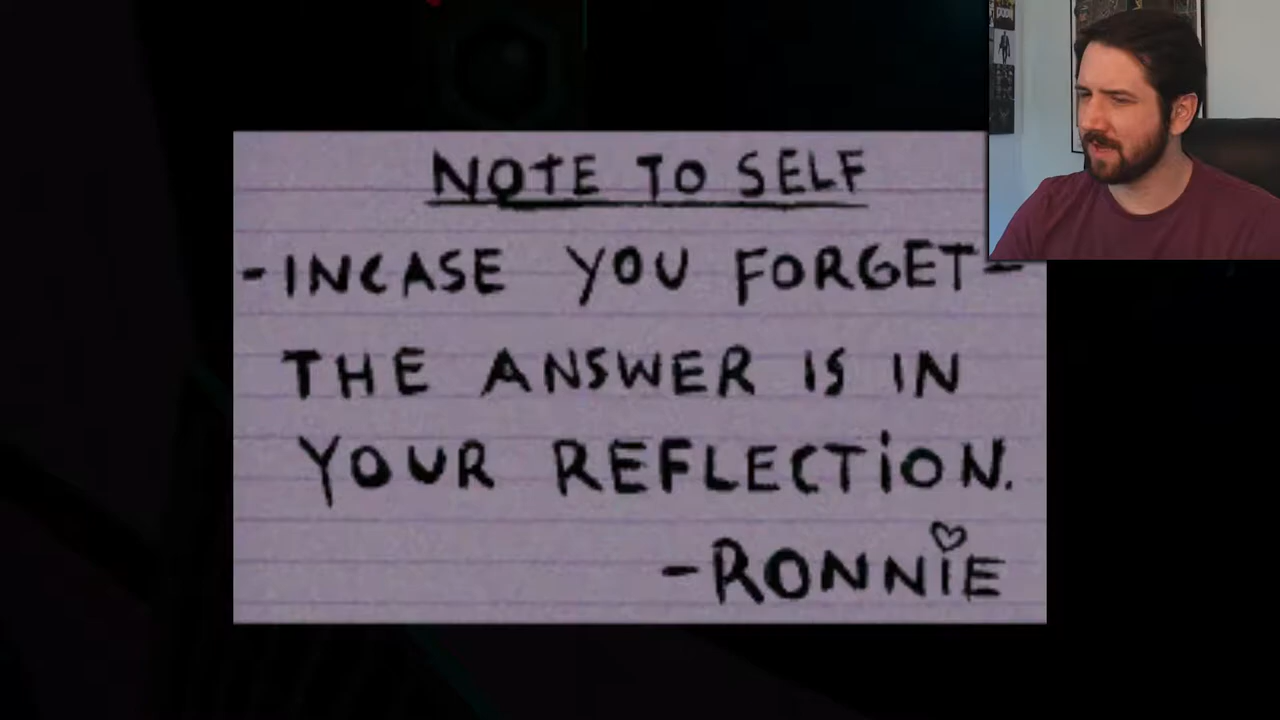 NOTE TO SELF
-INCASE YOU FORGET-
THE ANSWER IS IN
YOUR REFLECTION.
-RONNiE